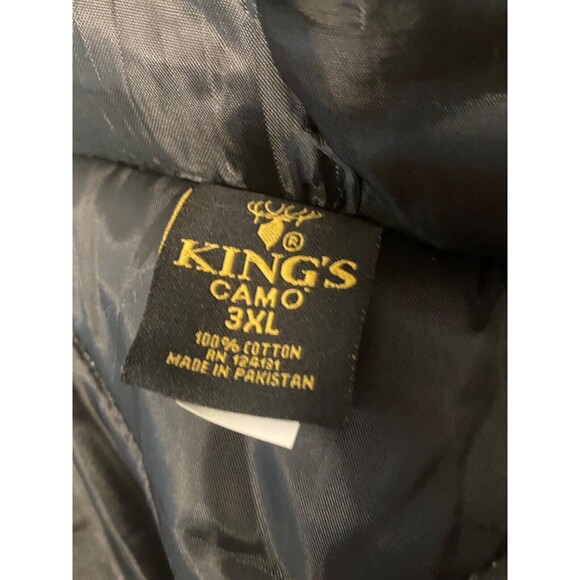 ®
KING'S
CAMO
3XL
100% COTTON
RN 124131
MADE IN PAKISTAN